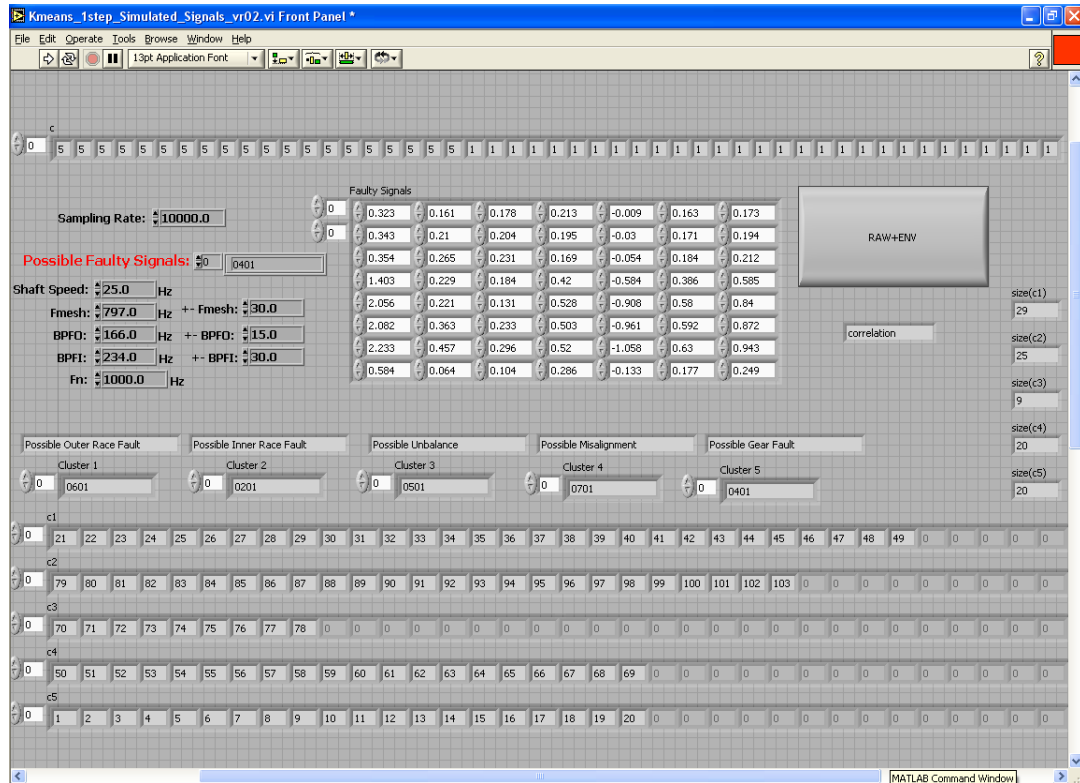 Kmeans_1step_Simulated_Signals_vr02.vi Front Panel *
File Edit Operate Tools Browse Window Help
13pt Application Font
?
c
0 5 5 5 5 5 5 5 5 5 5 5 5 5 5 5 5 5 5 5 5 1 1 1 1 1 1 1 1 1 1 1 1 1 1 1 1 1 1 1 1 1 1 1 1 1 1 1 1 1
Faulty Signals
Sampling Rate: 10000.0
0 0.323 0.161 0.178 0.213 -0.009 0.163 0.173
0 0.343 0.21 0.204 0.195 -0.03 0.171 0.194
0.354 0.265 0.231 0.169 -0.054 0.184 0.212
1.403 0.229 0.184 0.42 -0.584 0.386 0.585
2.056 0.221 0.131 0.528 -0.908 0.58 0.84
2.082 0.363 0.233 0.503 -0.961 0.592 0.872
2.233 0.457 0.296 0.52 -1.058 0.63 0.943
0.584 0.064 0.104 0.286 -0.133 0.177 0.249
RAW+ENV
Possible Faulty Signals: 0 0401
Shaft Speed: 25.0 Hz
Fmesh: 797.0 Hz +- Fmesh: 30.0
BPFO: 166.0 Hz +- BPFO: 15.0
BPFI: 234.0 Hz +- BPFI: 30.0
Fn: 1000.0 Hz
correlation
size(c1)
29
size(c2)
25
size(c3)
9
size(c4)
20
size(c5)
20
Possible Outer Race Fault Possible Inner Race Fault Possible Unbalance Possible Misalignment Possible Gear Fault
Cluster 1 Cluster 2 Cluster 3 Cluster 4 Cluster 5
0 0601 0 0201 0 0501 0 0701 0 0401
c1
0 21 22 23 24 25 26 27 28 29 30 31 32 33 34 35 36 37 38 39 40 41 42 43 44 45 46 47 48 49 0 0 0 0 0
c2
0 79 80 81 82 83 84 85 86 87 88 89 90 91 92 93 94 95 96 97 98 99 100 101 102 103 0 0 0 0 0 0 0 0 0
c3
0 70 71 72 73 74 75 76 77 78 0 0 0 0 0 0 0 0 0 0 0 0 0 0 0 0 0 0 0 0 0 0 0 0 0
c4
0 50 51 52 53 54 55 56 57 58 59 60 61 62 63 64 65 66 67 68 69 0 0 0 0 0 0 0 0 0 0 0 0 0 0
c5
0 1 2 3 4 5 6 7 8 9 10 11 12 13 14 15 16 17 18 19 20 0 0 0 0 0 0 0 0 0 0 0 0 0 0
MATLAB Command Window